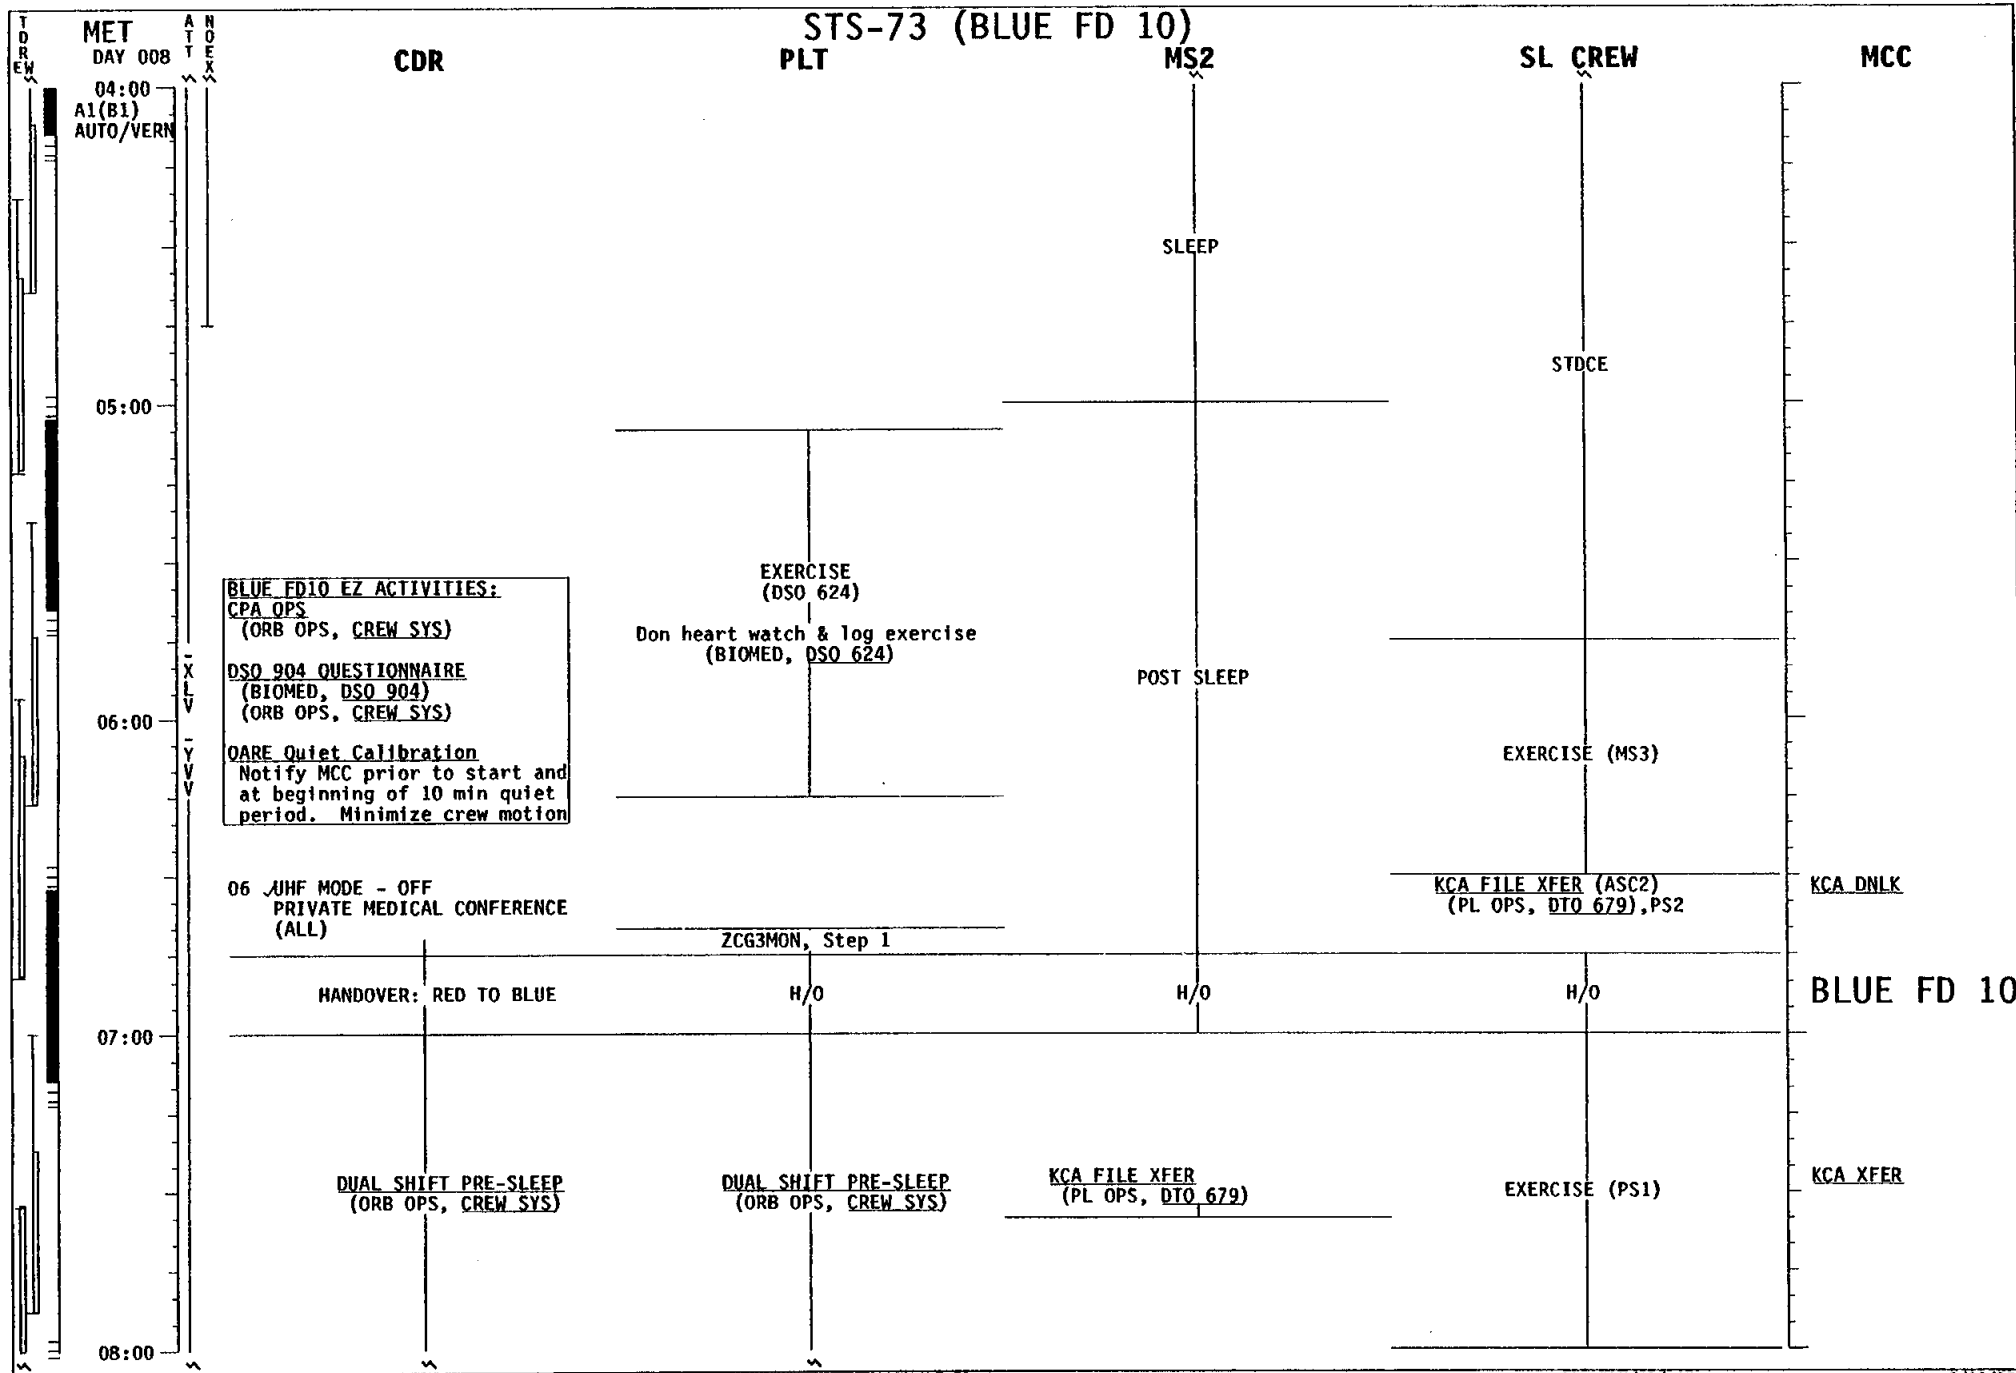 STS-73 (BLUE FD 10)
TDRE W
MET
DAY 008
ATT
NOEX
CDR
PLT
MS2
SL CREW
MCC
04:00
A1(B1)
AUTO/VERN
SLEEP
STDCE
05:00
EXERCISE
(DSO 624)
Don heart watch & log exercise
(BIOMED, DSO 624)
BLUE FD10 EZ ACTIVITIES:
CPA OPS
(ORB OPS, CREW SYS)
DSO 904 QUESTIONNAIRE
(BIOMED, DSO 904)
(ORB OPS, CREW SYS)
OARE Quiet Calibration
Notify MCC prior to start and
at beginning of 10 min quiet
period. Minimize crew motion
-XLV
-YVV
POST SLEEP
06:00
EXERCISE (MS3)
06 √UHF MODE - OFF
PRIVATE MEDICAL CONFERENCE
(ALL)
ZCG3MON, Step 1
KCA FILE XFER (ASC2)
(PL OPS, DTO 679),PS2
KCA DNLK
HANDOVER: RED TO BLUE
H/O
H/O
H/O
BLUE FD 10
07:00
DUAL SHIFT PRE-SLEEP
(ORB OPS, CREW SYS)
DUAL SHIFT PRE-SLEEP
(ORB OPS, CREW SYS)
KCA FILE XFER
(PL OPS, DTO 679)
EXERCISE (PS1)
KCA XFER
08:00